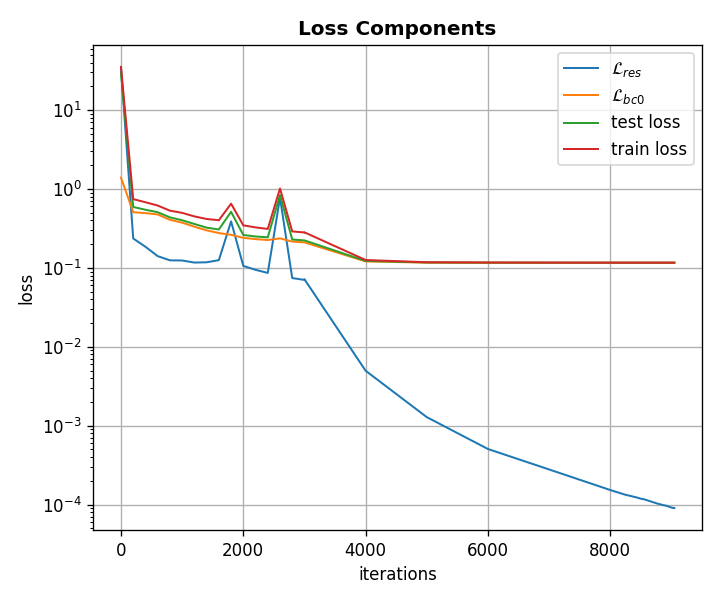 Loss Components
ℒ_res
ℒ_bc0
test loss
train loss
loss
10^1
10^0
10^−1
10^−2
10^−3
10^−4
0 2000 4000 6000 8000
iterations